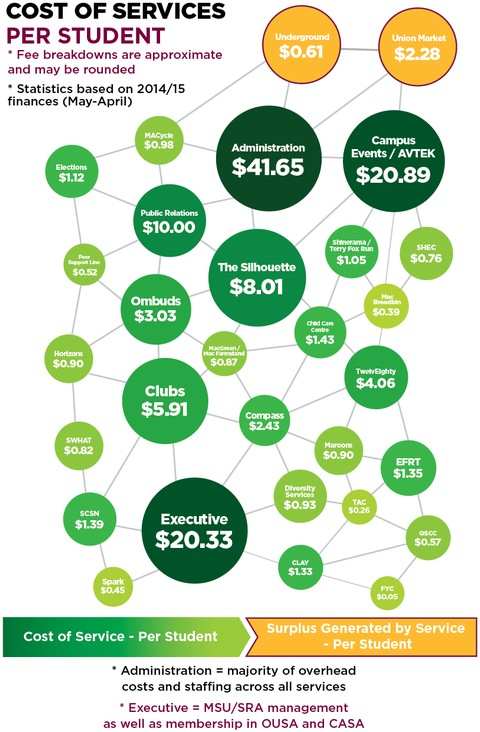 COST OF SERVICES
PER STUDENT
* Fee breakdowns are approximate
and may be rounded
* Statistics based on 2014/15
finances (May-April)
Underground
$0.61
Union Market
$2.28
MACycle
$0.98
Administration
$41.65
Campus
Events / AVTEK
$20.89
Elections
$1.12
Public Relations
$10.00
Shinerama /
Terry Fox Run
$1.05
SHEC
$0.76
Peer
Support Line
$0.52
The Silhouette
$8.01
Ombuds
$3.03
Mac
Breadbin
$0.39
Child Care
Centre
$1.43
Horizons
$0.90
MacGreen /
Mac Farmstand
$0.87
TwelvEighty
$4.06
Clubs
$5.91
Compass
$2.43
SWHAT
$0.82
Maroons
$0.90
EFRT
$1.35
Diversity
Services
$0.93
TAC
$0.26
SCSN
$1.39
Executive
$20.33
QSCC
$0.57
CLAY
$1.33
Spark
$0.45
FYC
$0.05
Cost of Service - Per Student
Surplus Generated by Service
- Per Student
* Administration = majority of overhead
costs and staffing across all services
* Executive = MSU/SRA management
as well as membership in OUSA and CASA